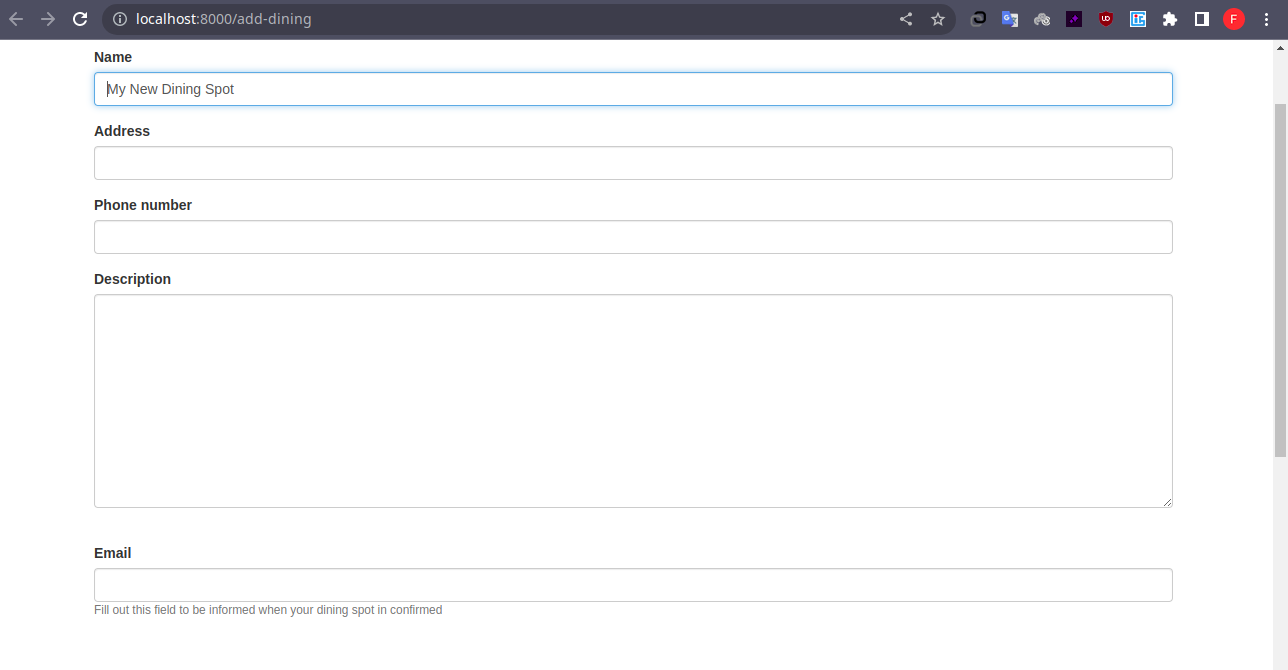 localhost:8000/add-dining
F
Name
My New Dining Spot
Address
Phone number
Description
Email
Fill out this field to be informed when your dining spot in confirmed